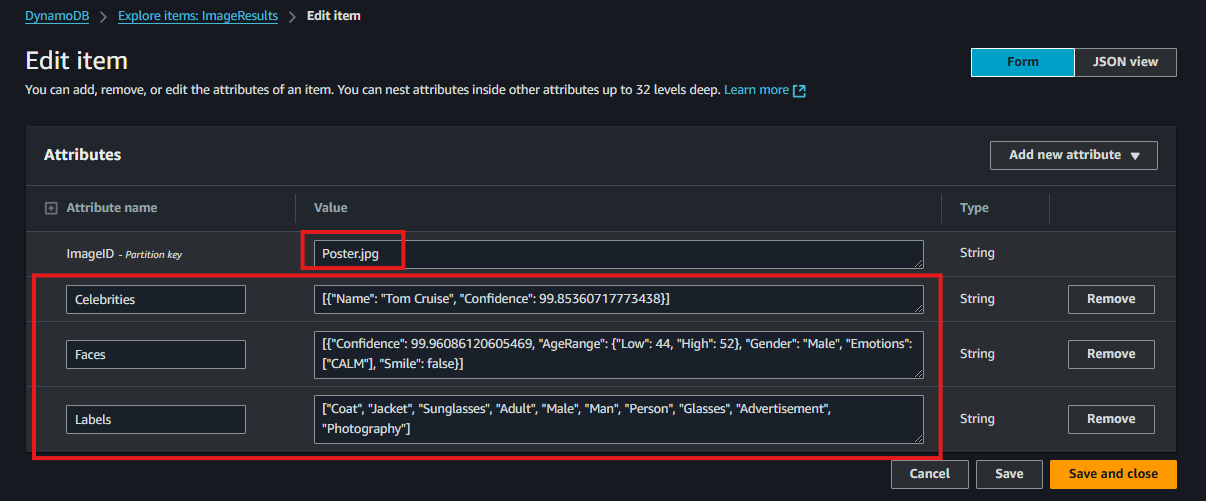 DynamoDB > Explore items: ImageResults > Edit item
Edit item
Form JSON view
You can add, remove, or edit the attributes of an item. You can nest attributes inside other attributes up to 32 levels deep. Learn more
Attributes
Add new attribute
Attribute name Value Type
ImageID - Partition key Poster.jpg String
Celebrities [{"Name": "Tom Cruise", "Confidence": 99.85360717773438}] String Remove
Faces [{"Confidence": 99.96086120605469, "AgeRange": {"Low": 44, "High": 52}, "Gender": "Male", "Emotions":
["CALM"], "Smile": false}] String Remove
Labels ["Coat", "Jacket", "Sunglasses", "Adult", "Male", "Man", "Person", "Glasses", "Advertisement",
"Photography"] String Remove
Cancel Save Save and close